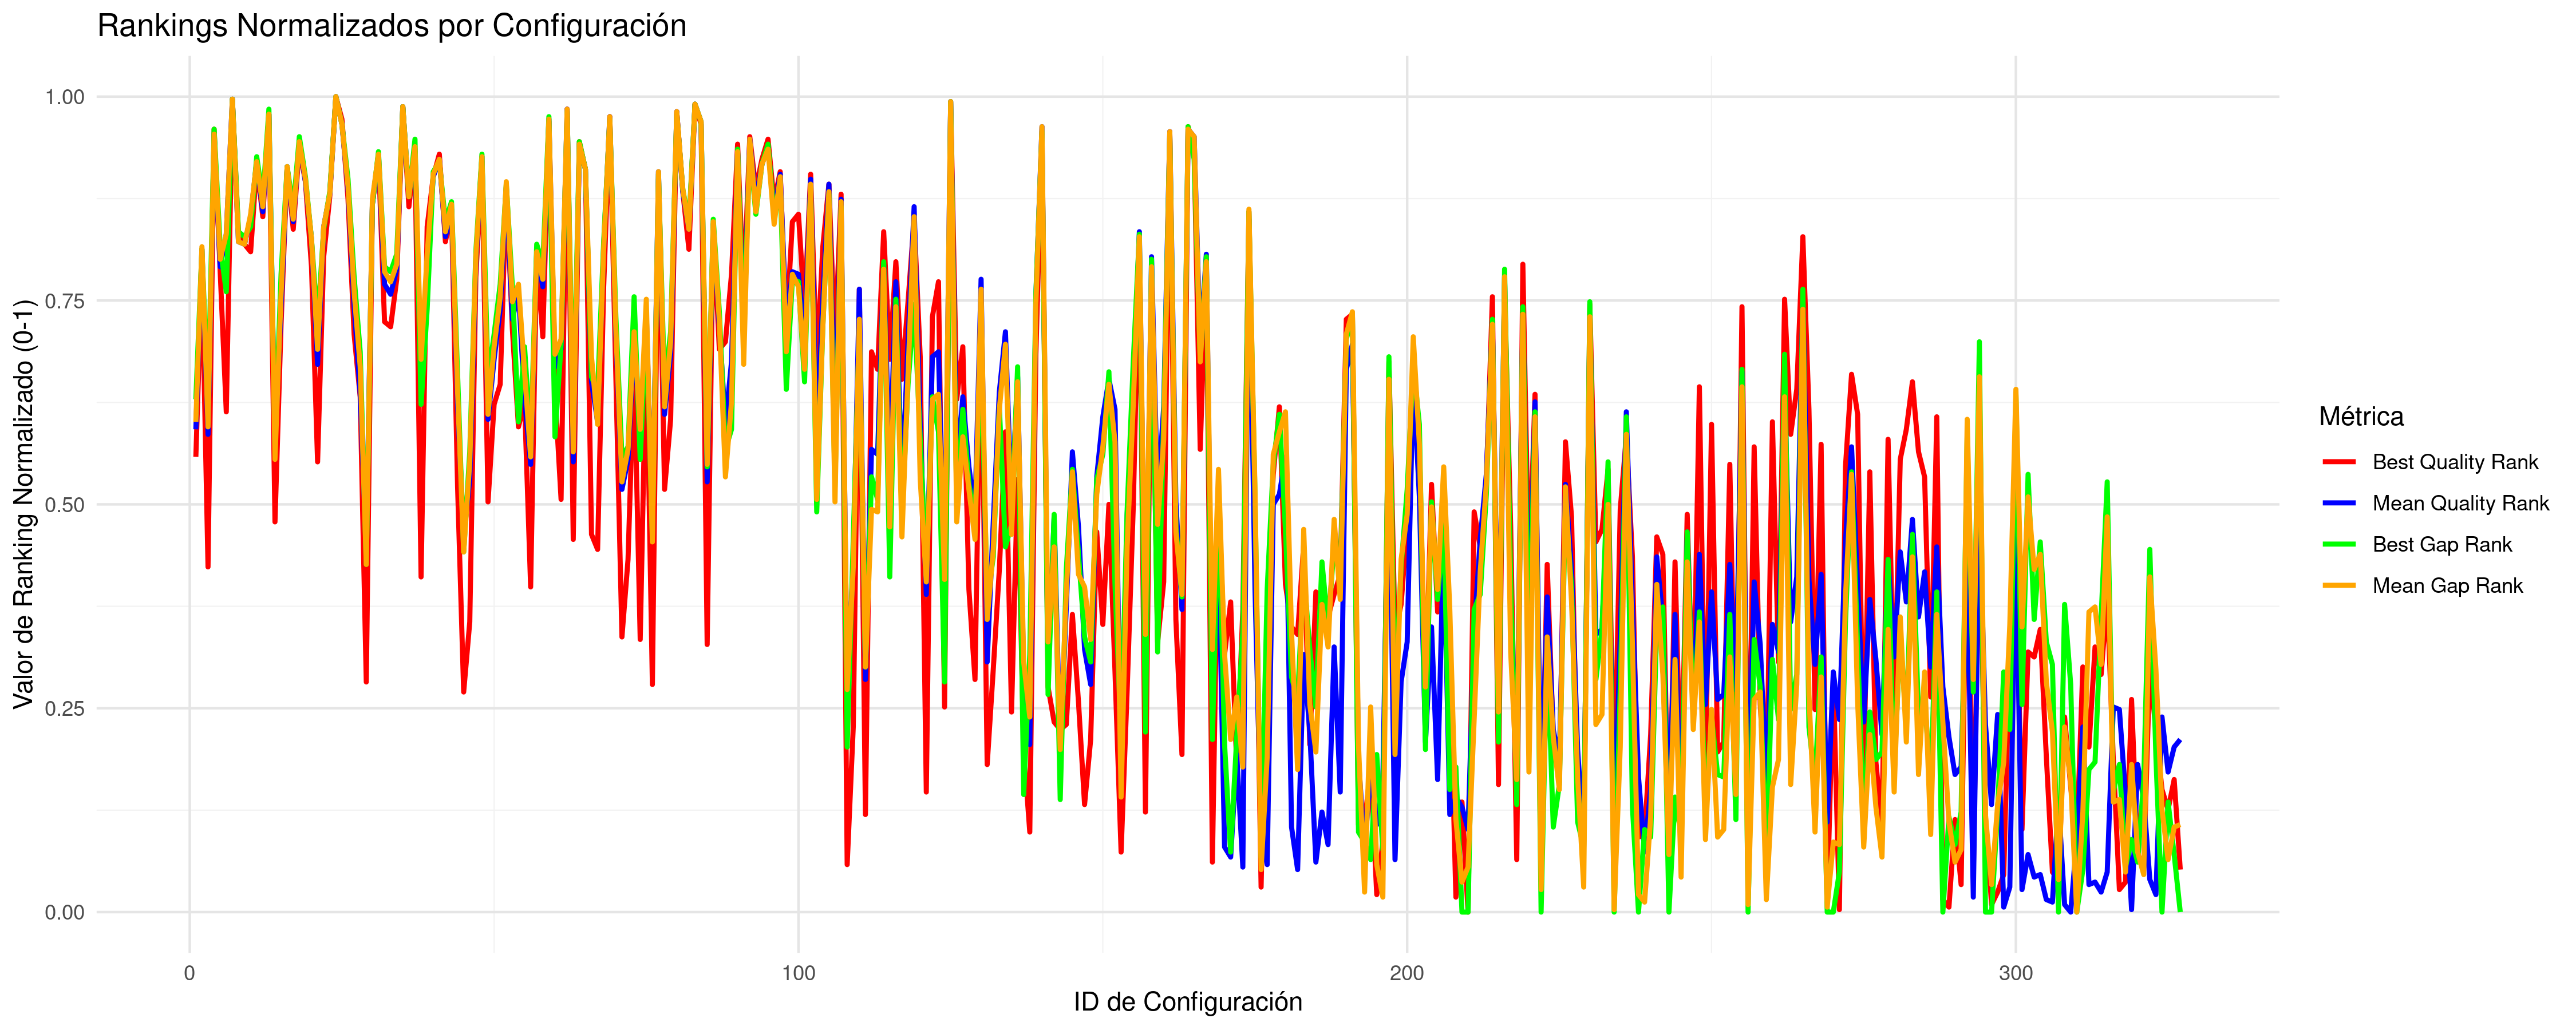 Rankings Normalizados por Configuración
Valor de Ranking Normalizado (0-1)
1.00
0.75
0.50
0.25
0.00
0
100
200
300
ID de Configuración
Métrica
Best Quality Rank
Mean Quality Rank
Best Gap Rank
Mean Gap Rank